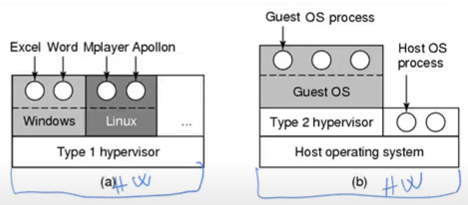 Excel Word Mplayer Apollon
Windows
Linux
...
Type 1 hypervisor
(a)
HW
Guest OS process
Host OS
process
Guest OS
Type 2 hypervisor
Host operating system
(b)
HW